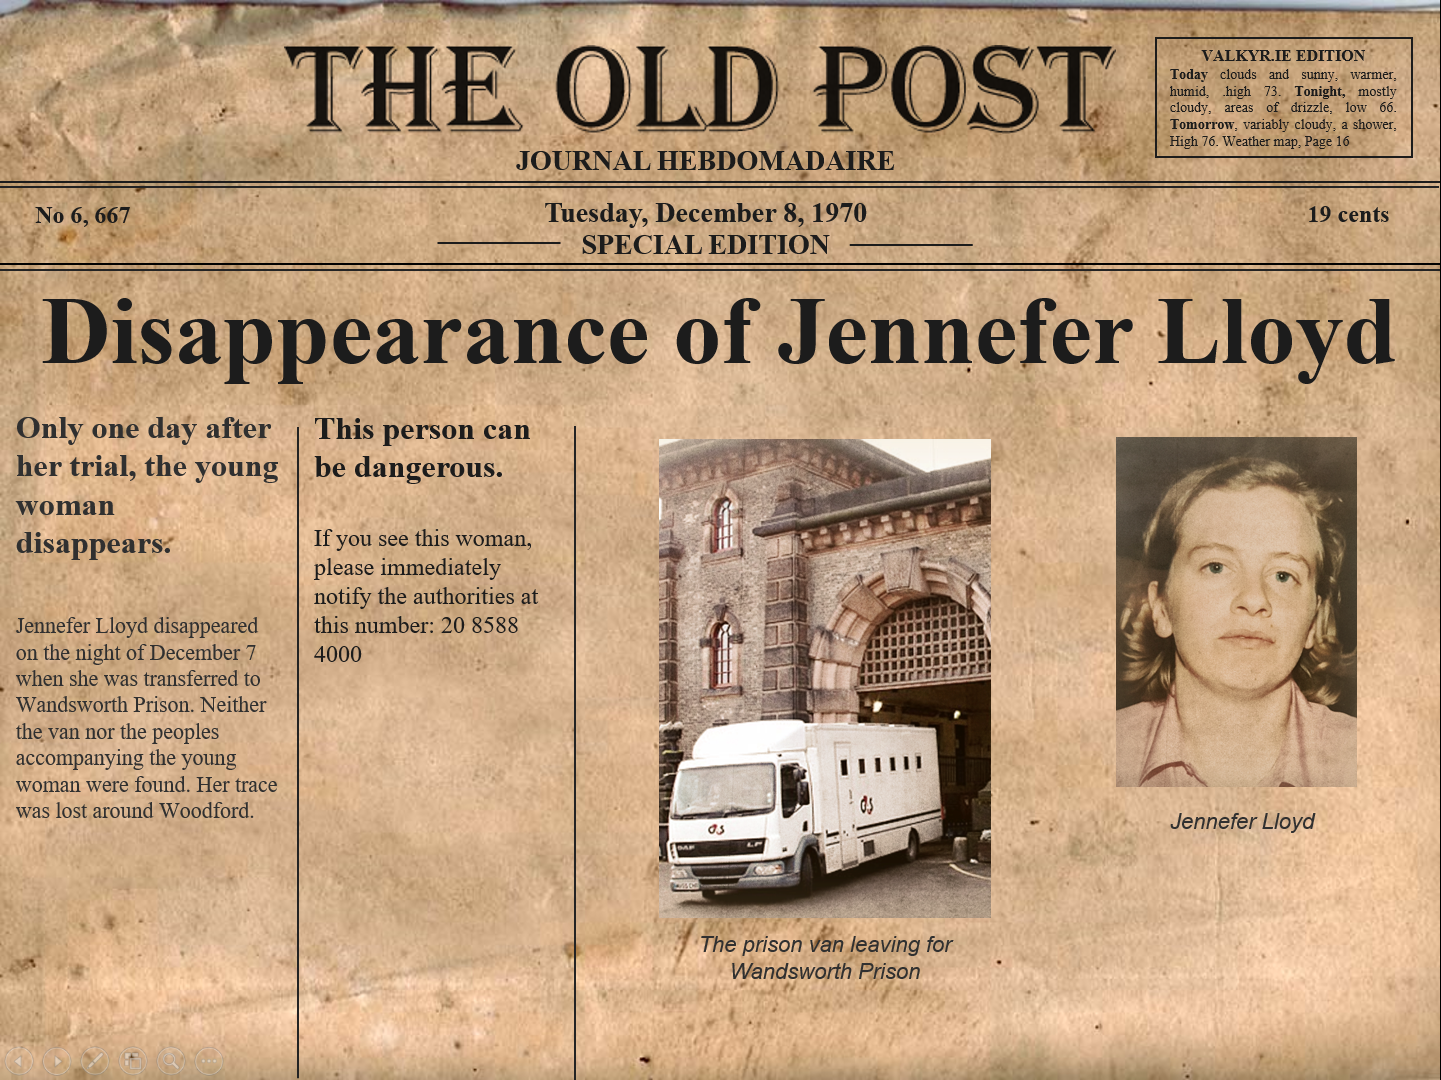 THE OLD POST
JOURNAL HEBDOMADAIRE
VALKYR.IE EDITION
Today clouds and sunny, warmer,
humid, .high 73. Tonight, mostly
cloudy, areas of drizzle, low 66.
Tomorrow, variably cloudy, a shower,
High 76. Weather map, Page 16
No 6, 667
Tuesday, December 8, 1970
SPECIAL EDITION
19 cents
Disappearance of Jennefer Lloyd
Only one day after
her trial, the young
woman
disappears.
Jennefer Lloyd disappeared
on the night of December 7
when she was transferred to
Wandsworth Prison. Neither
the van nor the peoples
accompanying the young
woman were found. Her trace
was lost around Woodford.
This person can
be dangerous.
If you see this woman,
please immediately
notify the authorities at
this number: 20 8588
4000
G4S
G4S
DAF
LF
The prison van leaving for
Wandsworth Prison
Jennefer Lloyd